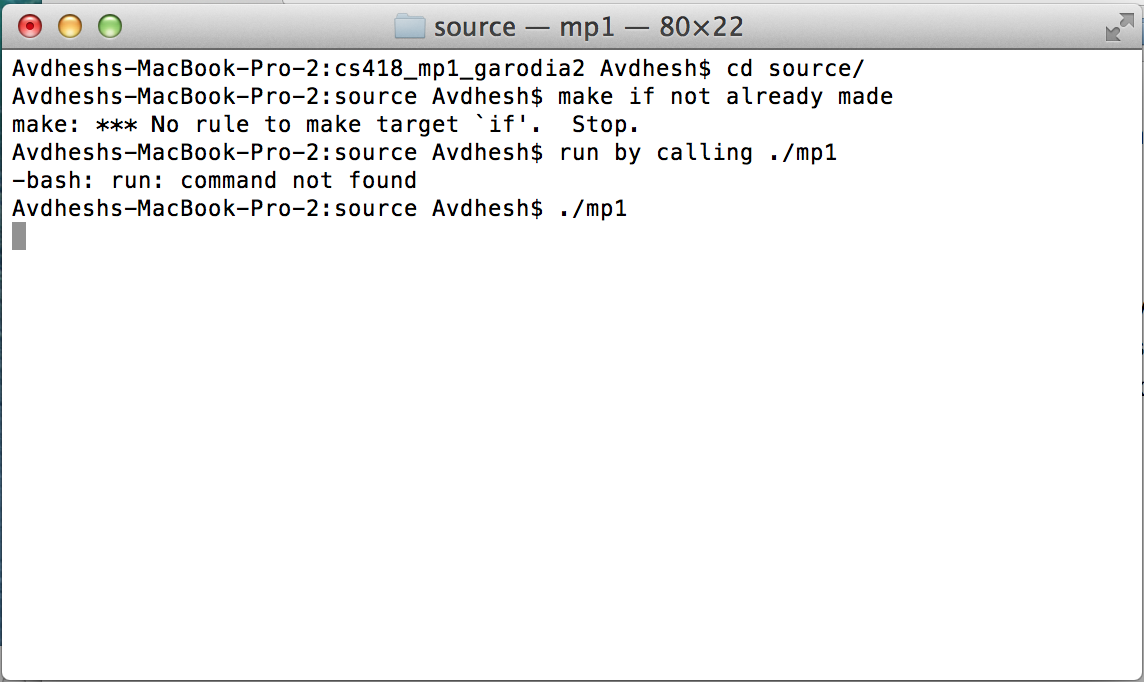 source — mp1 — 80×22
Avdheshs-MacBook-Pro-2:cs418_mp1_garodia2 Avdhesh$ cd source/
Avdheshs-MacBook-Pro-2:source Avdhesh$ make if not already made
make: *** No rule to make target `if'.  Stop.
Avdheshs-MacBook-Pro-2:source Avdhesh$ run by calling ./mp1
-bash: run: command not found
Avdheshs-MacBook-Pro-2:source Avdhesh$ ./mp1